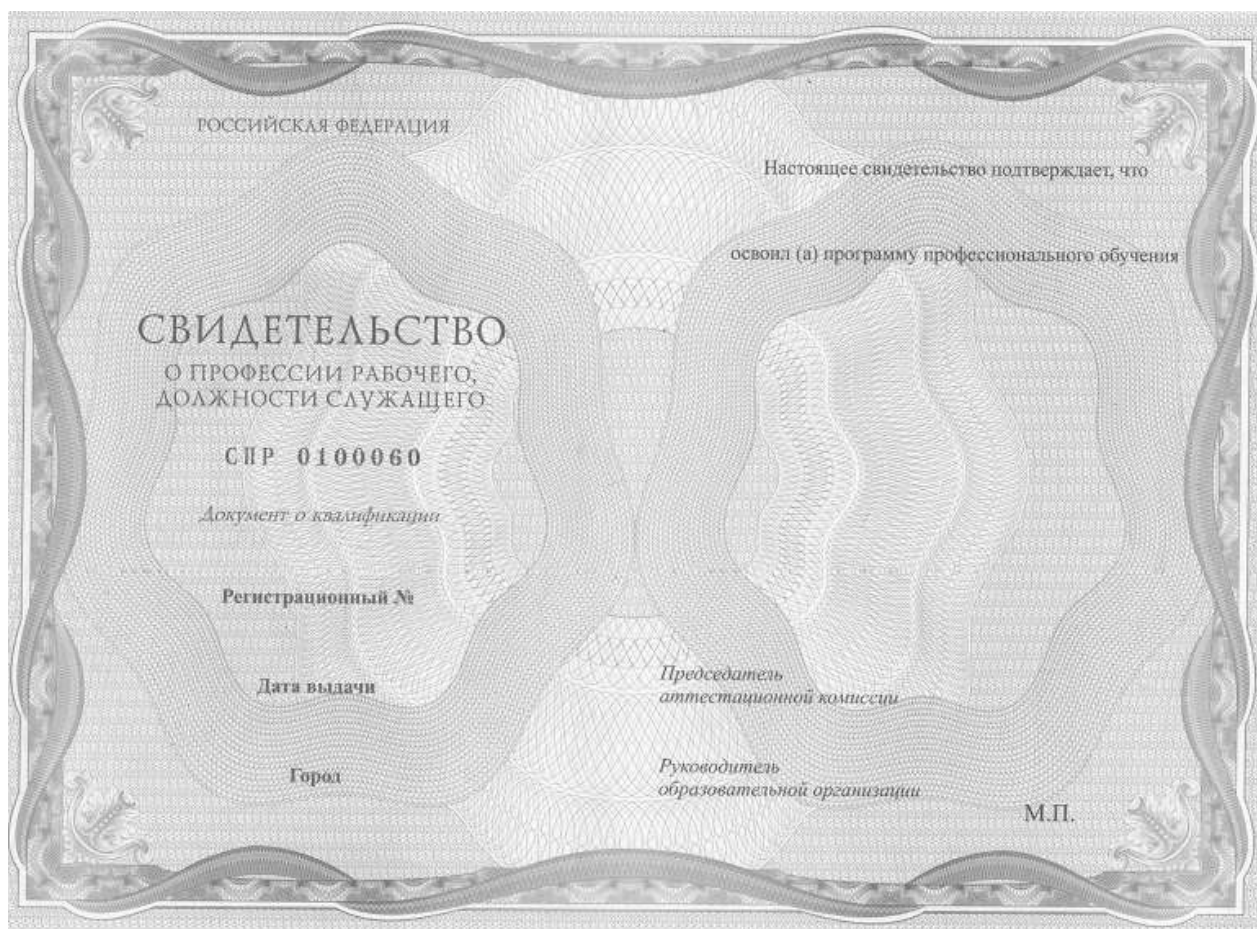 РОССИЙСКАЯ ФЕДЕРАЦИЯ
СВИДЕТЕЛЬСТВО
О ПРОФЕССИИ РАБОЧЕГО,
ДОЛЖНОСТИ СЛУЖАЩЕГО
СПР 0100060
Документ о квалификации
Регистрационный №
Дата выдачи
Город
Настоящее свидетельство подтверждает, что
освоил (а) программу профессионального обучения
Председатель
аттестационной комиссии
Руководитель
образовательной организации
М.П.